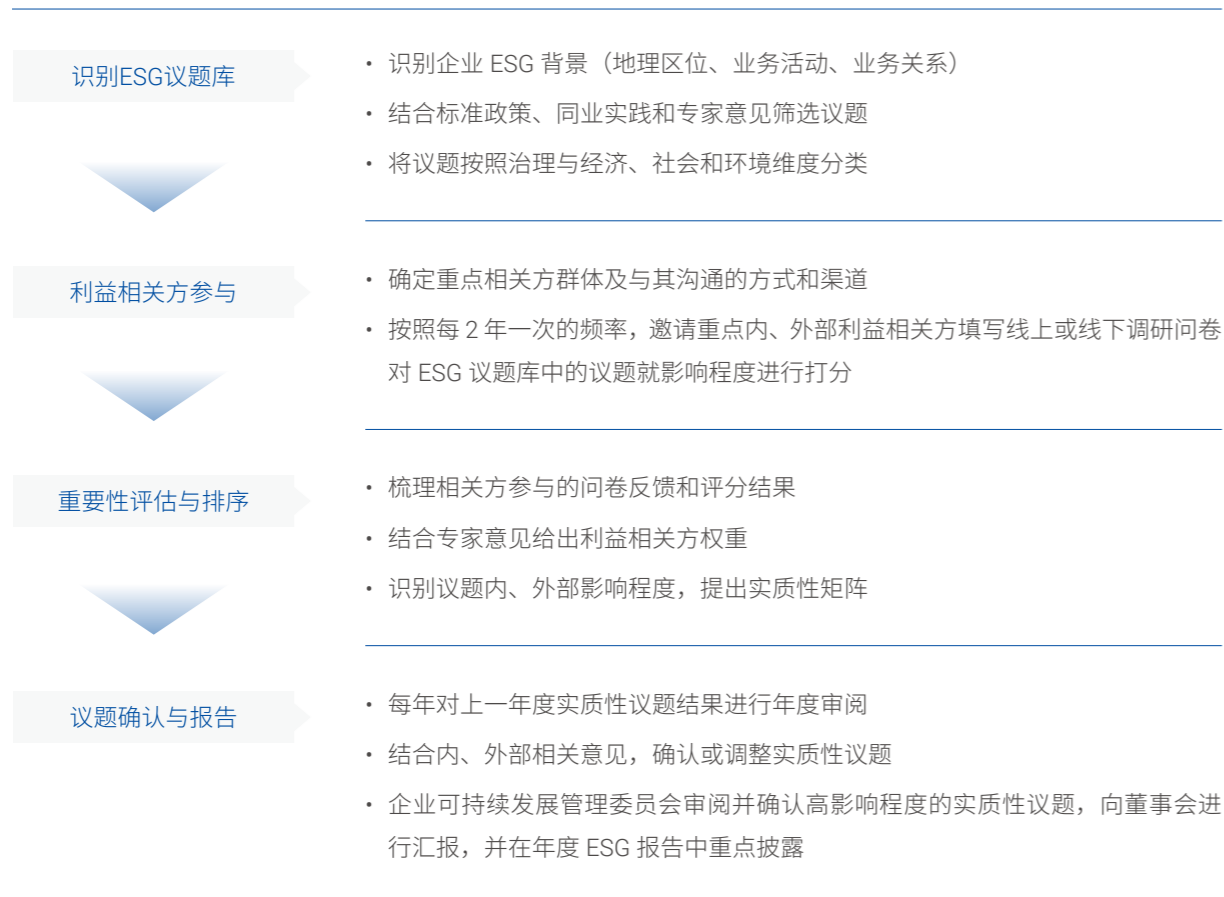 识别ESG议题库
• 识别企业 ESG 背景（地理区位、业务活动、业务关系）
• 结合标准政策、同业实践和专家意见筛选议题
• 将议题按照治理与经济、社会和环境维度分类
利益相关方参与
• 确定重点相关方群体及与其沟通的方式和渠道
• 按照每 2 年一次的频率，邀请重点内、外部利益相关方填写线上或线下调研问卷
对 ESG 议题库中的议题就影响程度进行打分
重要性评估与排序
• 梳理相关方参与的问卷反馈和评分结果
• 结合专家意见给出利益相关方权重
• 识别议题内、外部影响程度，提出实质性矩阵
议题确认与报告
• 每年对上一年度实质性议题结果进行年度审阅
• 结合内、外部相关意见，确认或调整实质性议题
• 企业可持续发展管理委员会审阅并确认高影响程度的实质性议题，向董事会进
行汇报，并在年度 ESG 报告中重点披露